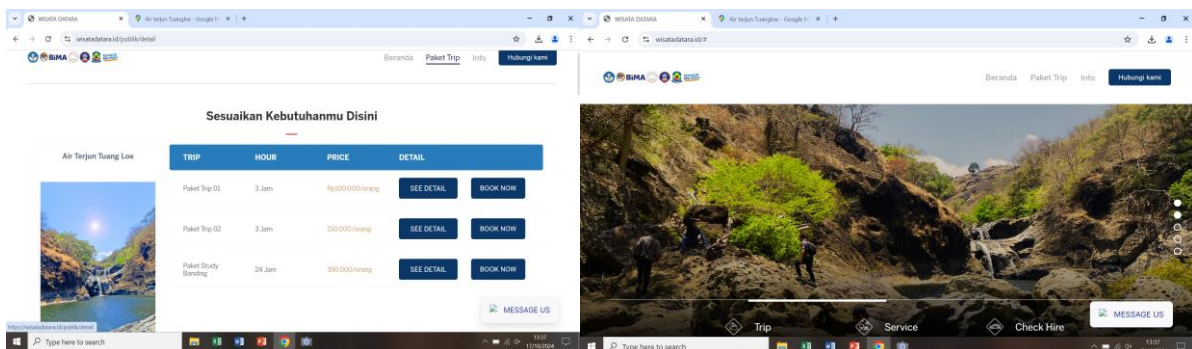 WISATA DATARA
Air terjun Tuangloe - Google M
wisatadatara.id/publik/detail
BiMA
Beranda Paket Trip Info Hubungi kami
Sesuaikan Kebutuhanmu Disini
Air Terjun Tuang Loe
TRIP HOUR PRICE DETAIL
Paket Trip 01 3 Jam Rp100.000/orang SEE DETAIL BOOK NOW
Paket Trip 02 3 Jam 150.000/orang SEE DETAIL BOOK NOW
Paket Study
Banding 24 Jam 350.000/orang SEE DETAIL BOOK NOW
MESSAGE US
https://wisatadatara.id/publik/detail
Type here to search
13:37
17/10/2024
WISATA DATARA
Air terjun Tuangloe - Google M
wisatadatara.id/#
BiMA
Beranda Paket Trip Info Hubungi kami
Trip Service Check Hire
MESSAGE US
Type here to search
13:37